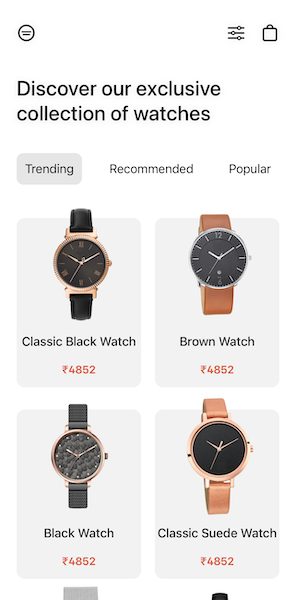 Discover our exclusive
collection of watches
Trending Recommended Popular
Classic Black Watch Brown Watch
₹4852 ₹4852
Black Watch Classic Suede Watch
₹4852 ₹4852